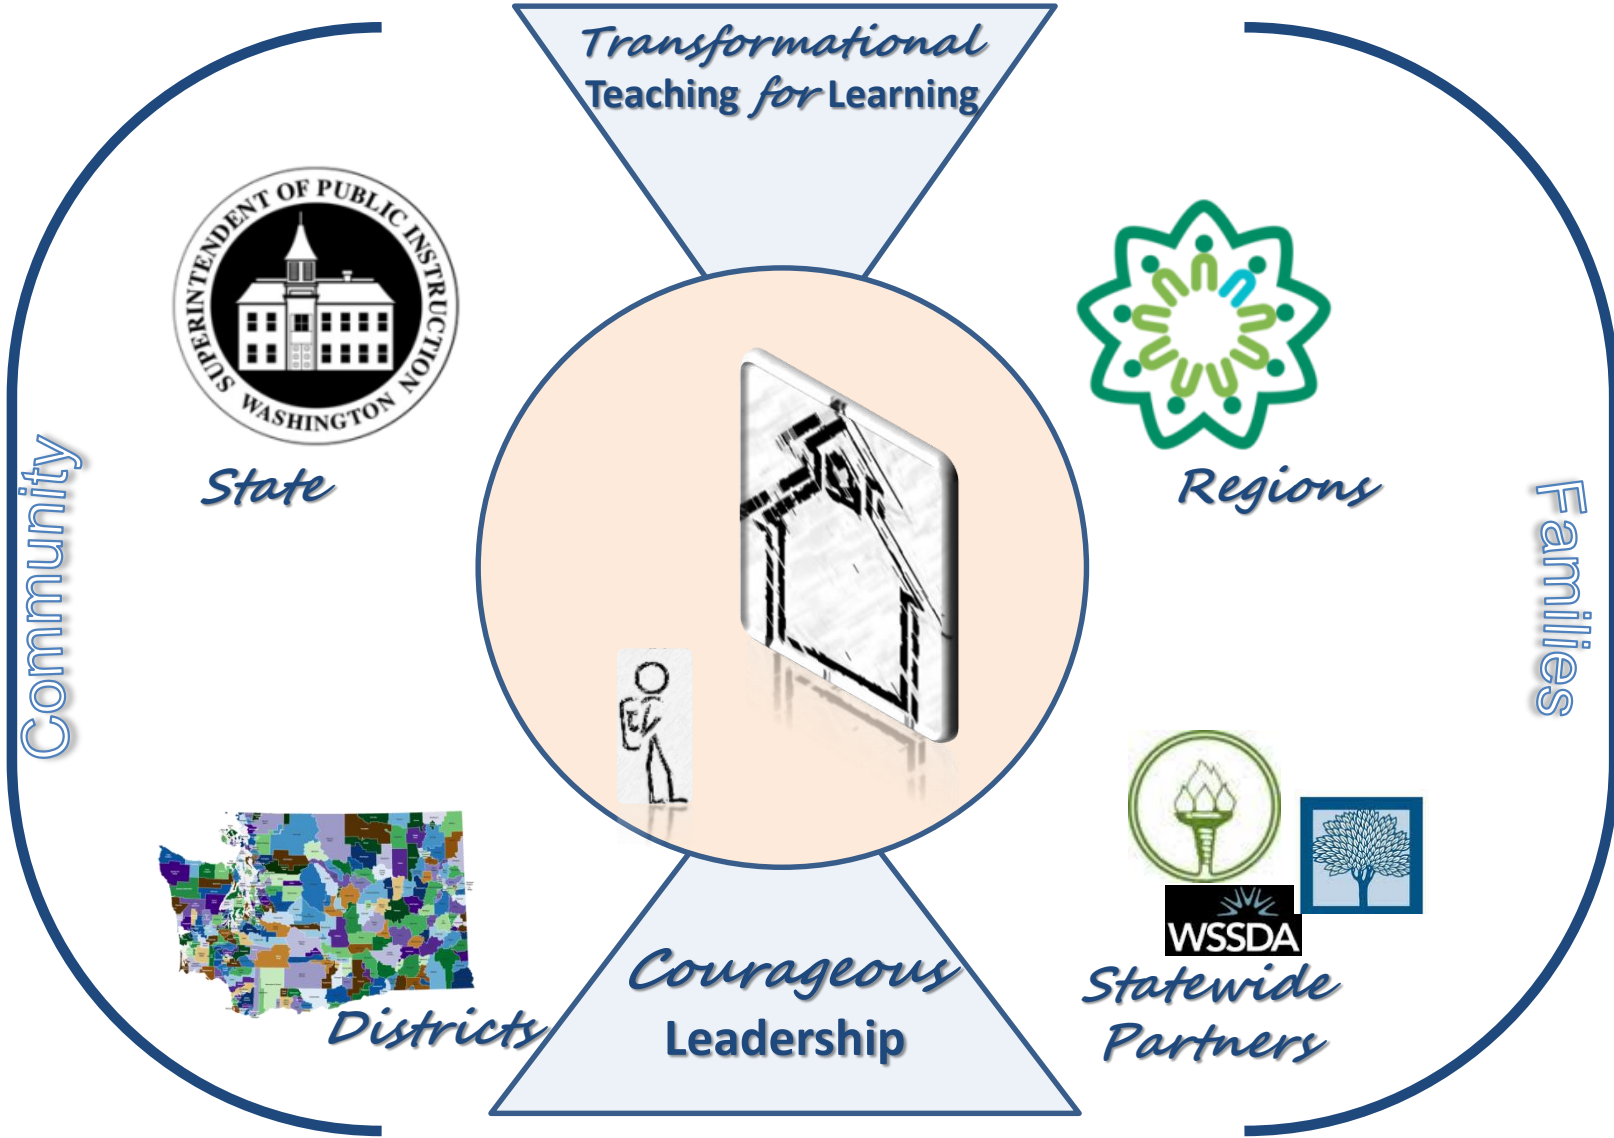 Transformational
Teaching for Learning
SUPERINTENDENT OF PUBLIC INSTRUCTION
WASHINGTON
State
Regions
Community
Families
WSSDA
Districts
Statewide
Partners
Courageous
Leadership